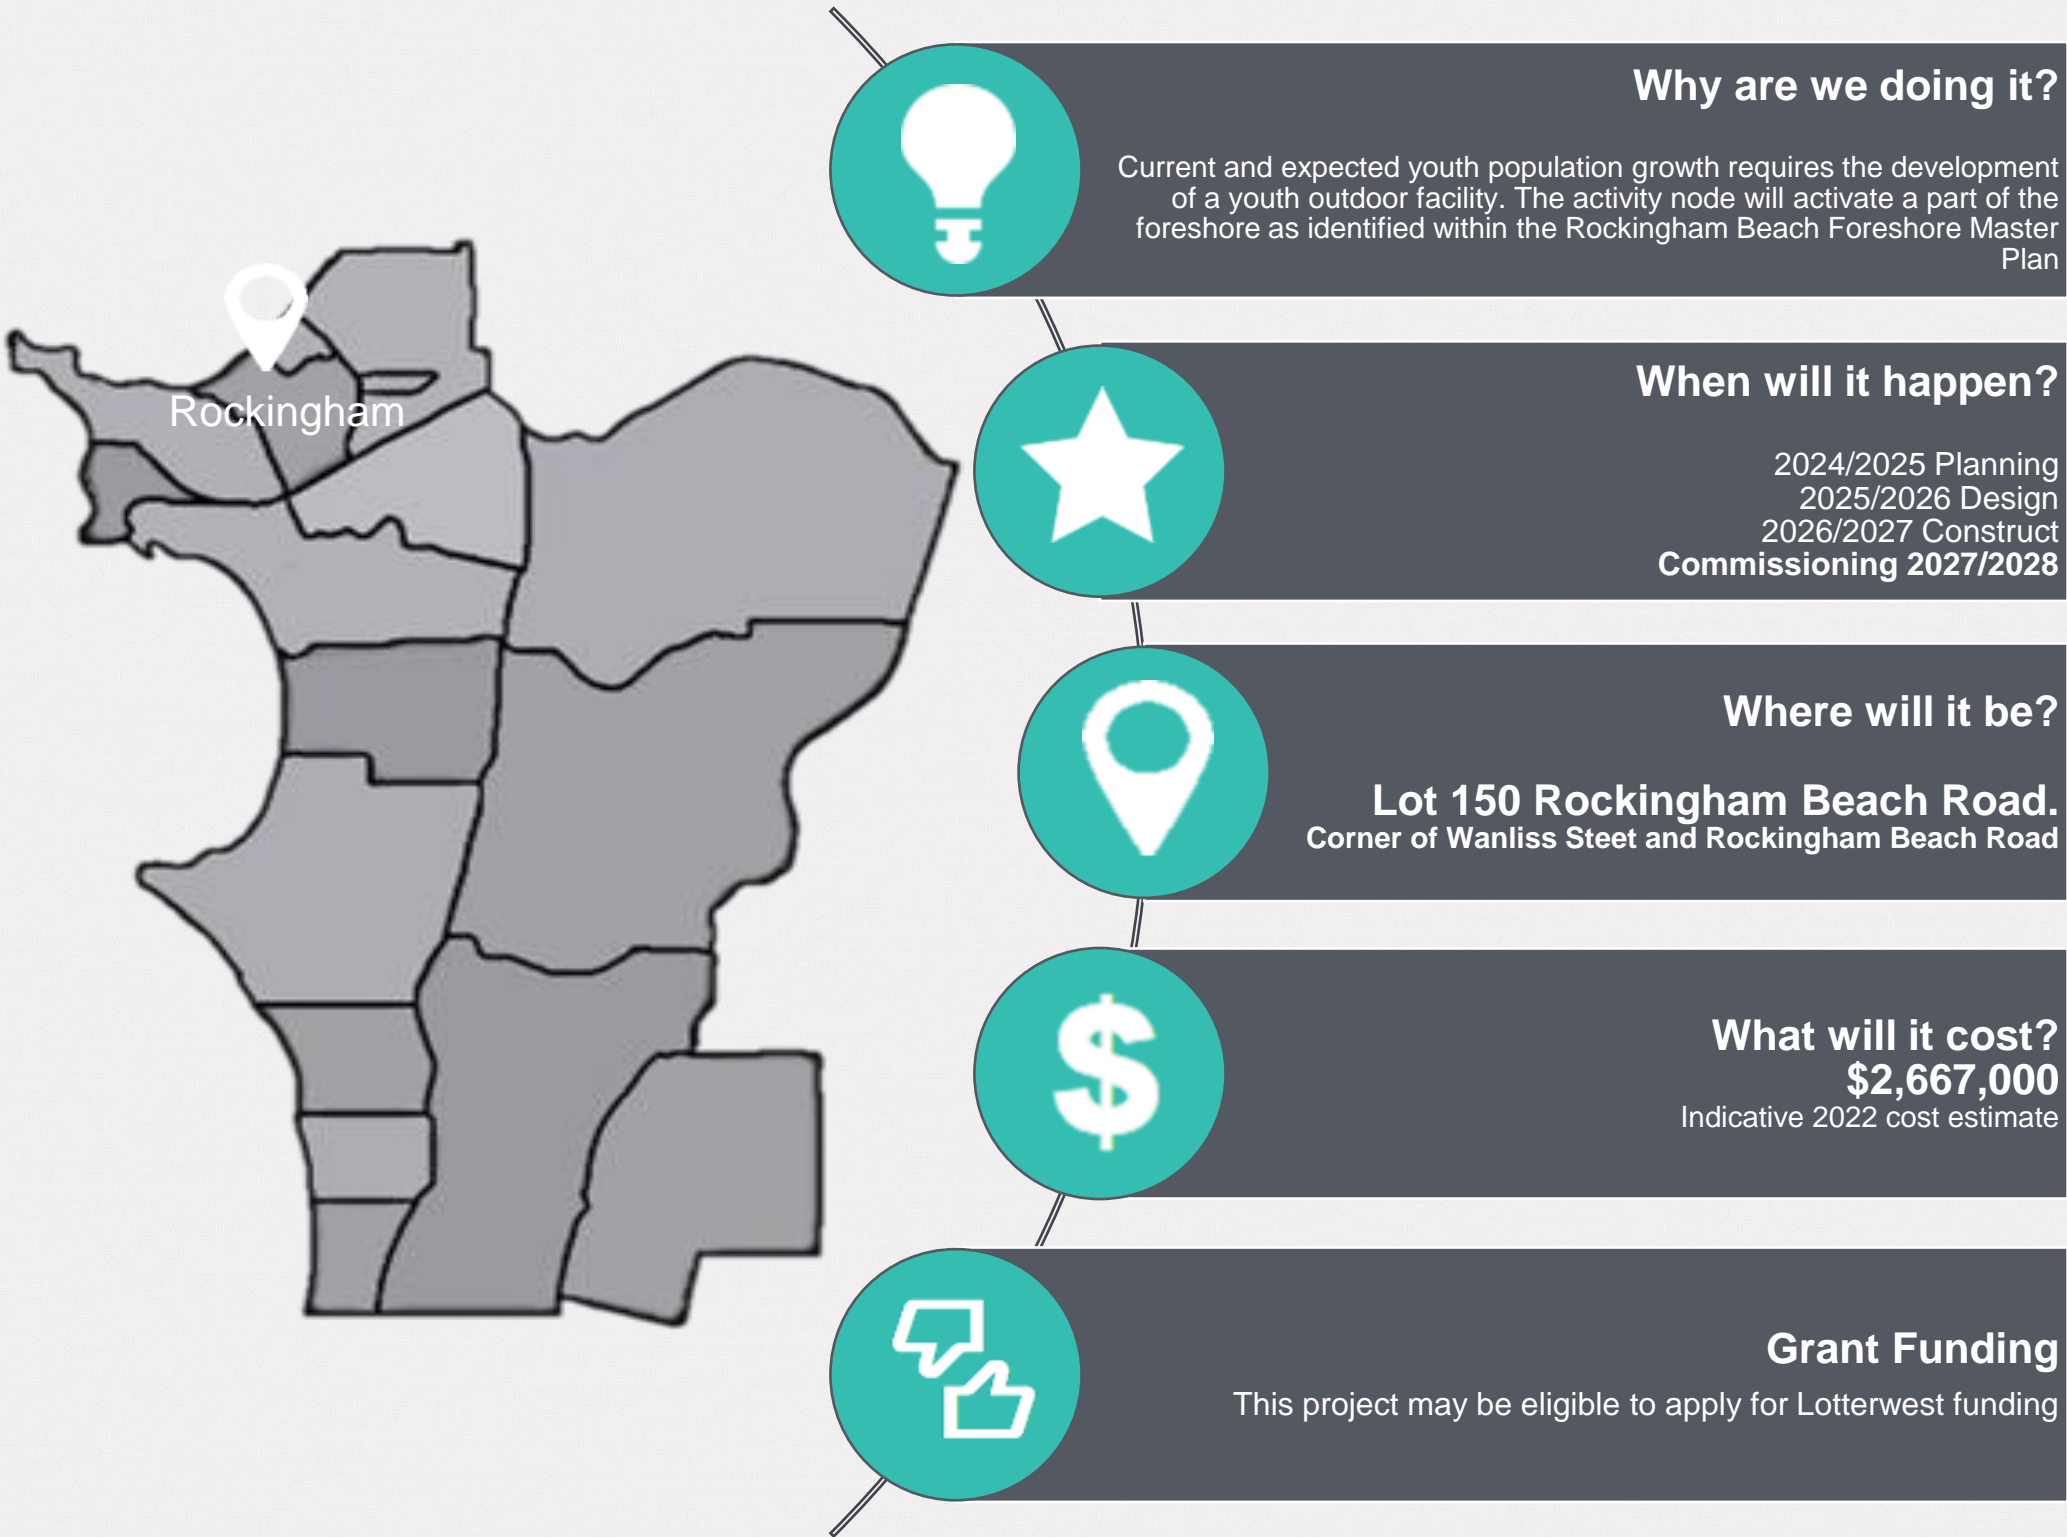 Rockingham
Why are we doing it?
Current and expected youth population growth requires the development
of a youth outdoor facility. The activity node will activate a part of the
foreshore as identified within the Rockingham Beach Foreshore Master
Plan
When will it happen?
2024/2025 Planning
2025/2026 Design
2026/2027 Construct
Commissioning 2027/2028
Where will it be?
Lot 150 Rockingham Beach Road.
Corner of Wanliss Steet and Rockingham Beach Road
What will it cost?
$2,667,000
Indicative 2022 cost estimate
Grant Funding
This project may be eligible to apply for Lotterwest funding